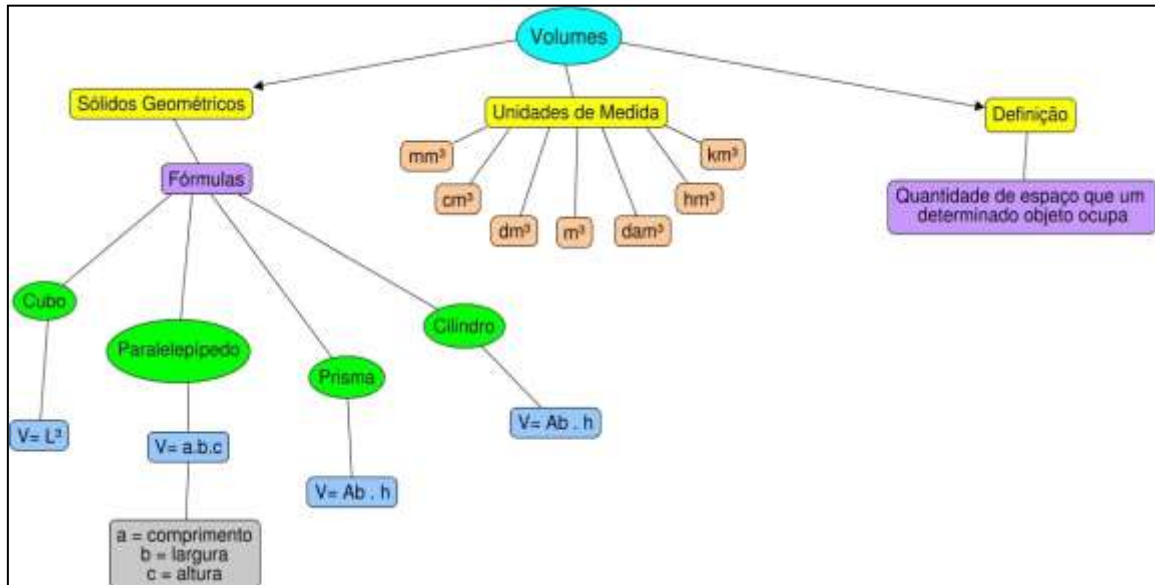 Volumes
Sólidos Geométricos
Unidades de Medida
Definição
mm³
cm³
dm³
m³
dam³
hm³
km³
Quantidade de espaço que um
determinado objeto ocupa
Fórmulas
Cubo
Paralelepípedo
Prisma
Cilindro
V= L³
V= a.b.c
V= Ab . h
V= Ab . h
a = comprimento
b = largura
c = altura